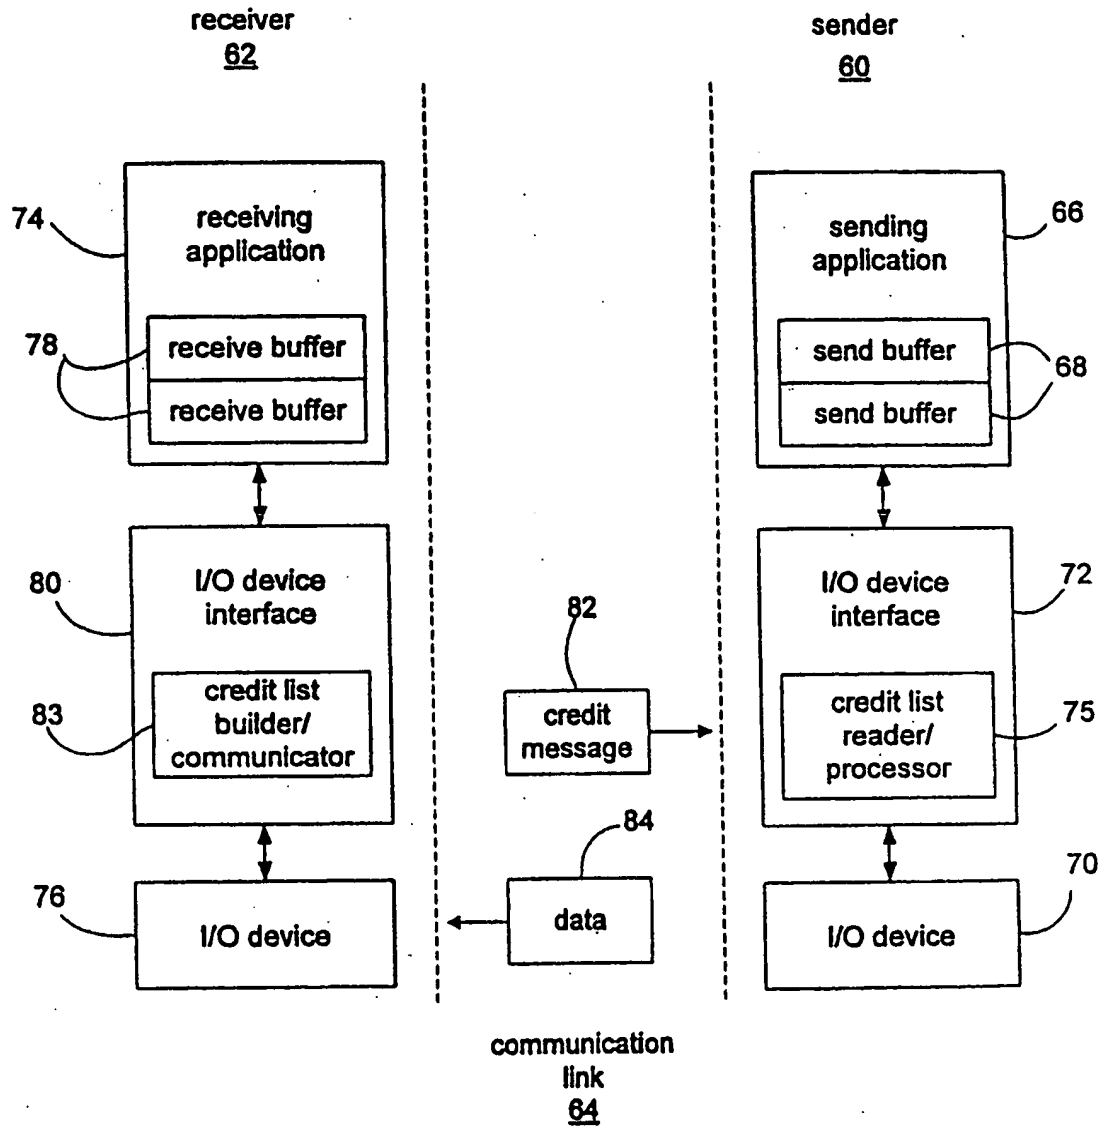 receiver
62
sender
60
74
receiving
application
78
receive buffer
receive buffer
66
sending
application
send buffer
send buffer
68
80
I/O device
interface
83
credit list
builder/
communicator
82
credit
message
72
I/O device
interface
credit list
reader/
processor
75
76
I/O device
84
data
70
I/O device
communication
link
64